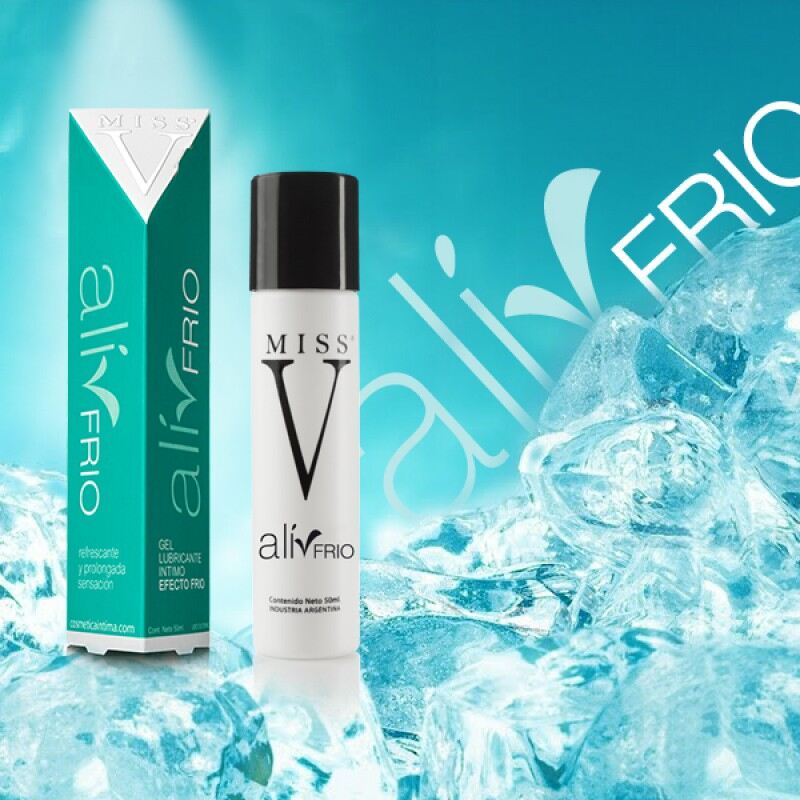 MISS®
V
alív FRIO
refrescante
y prolongada
sensación
cosmeticaintima.com
alív FRIO
GEL
LUBRICANTE
INTIMO
EFECTO FRIO
Cont. Neto 50ml.
MISS®
V
alív FRIO
Contenido Neto 50ml.
INDUSTRIA ARGENTINA
alív FRIO